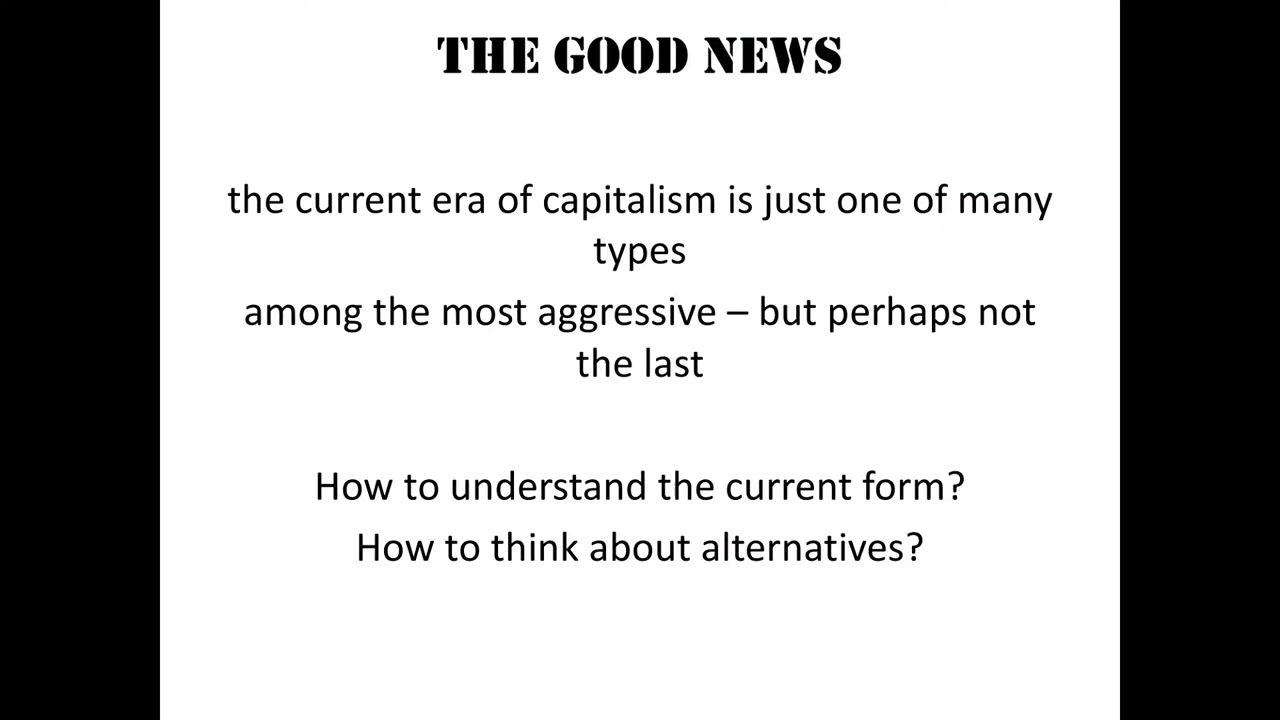 THE GOOD NEWS
the current era of capitalism is just one of many
types
among the most aggressive – but perhaps not
the last
How to understand the current form?
How to think about alternatives?